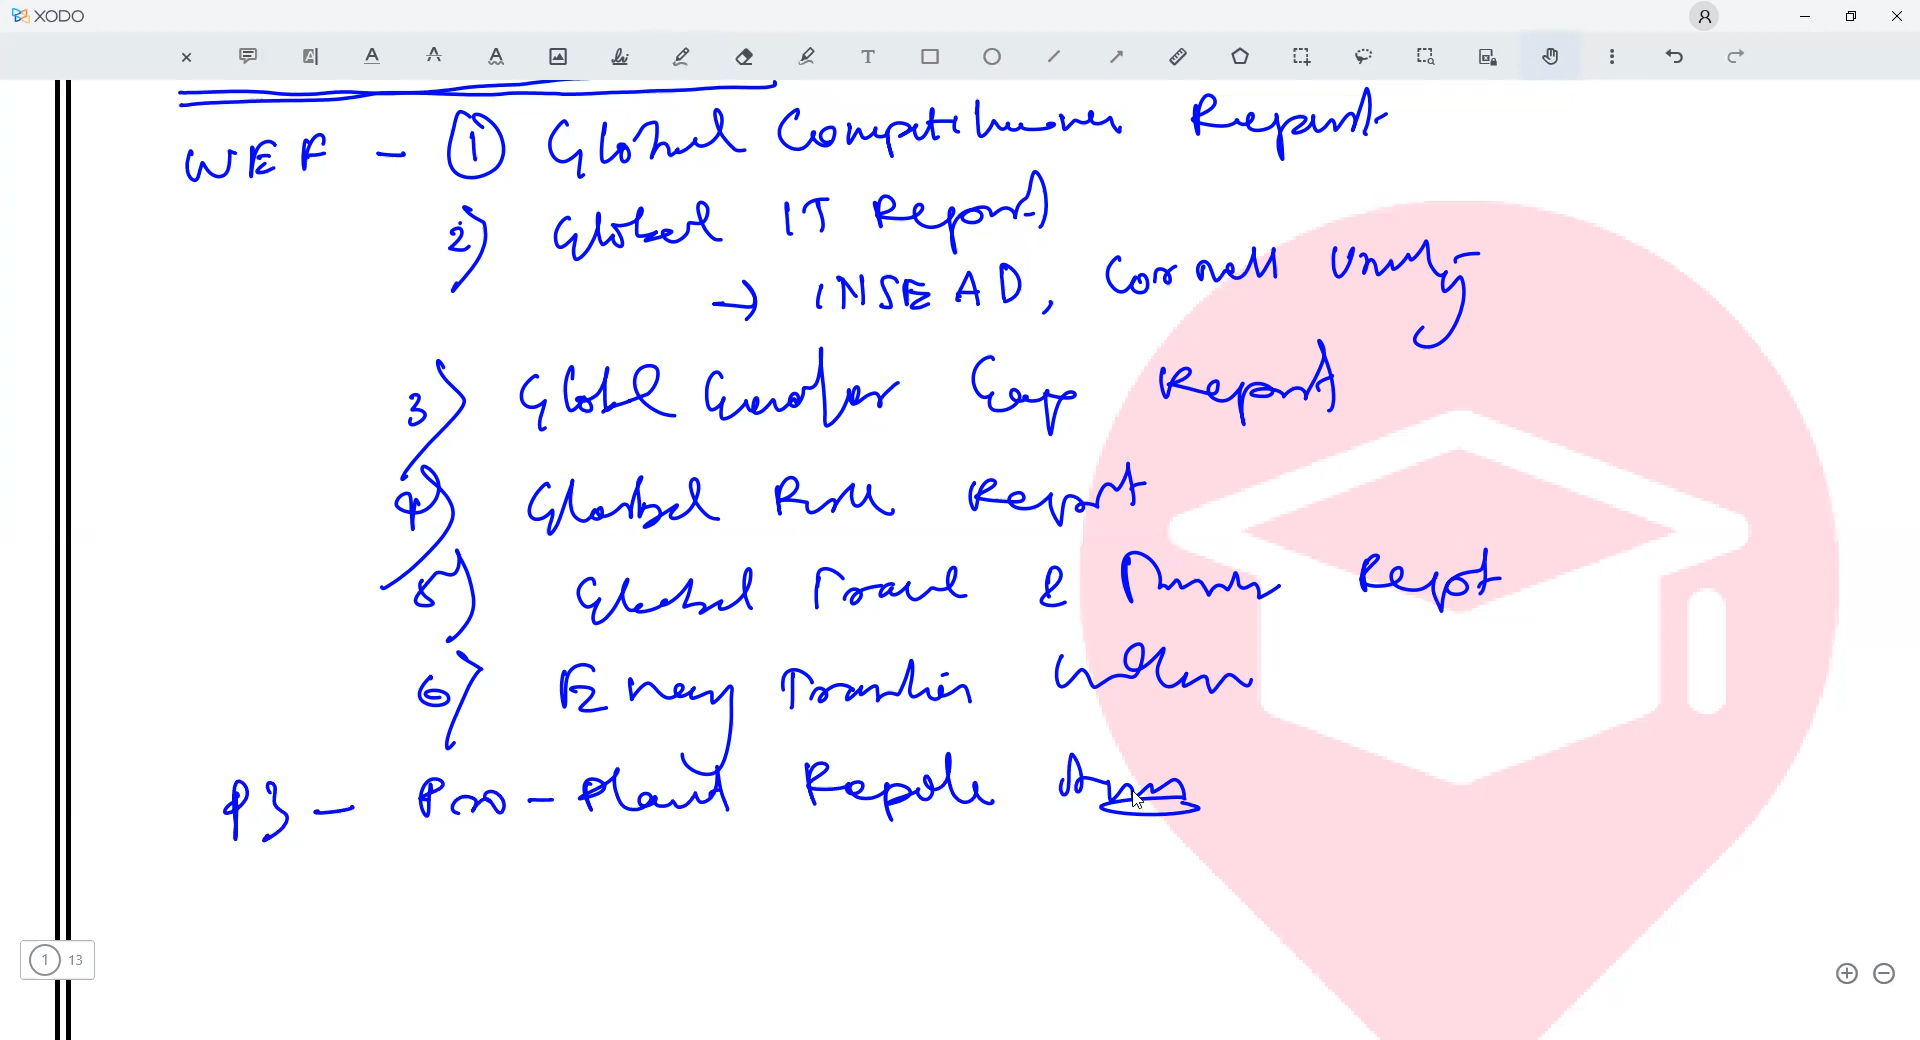 XODO
WEF - ① Global Competitiveness Report
2) Global IT Report
→ INSEAD, Cornell University
3) Global Gender Gap Report
4) Global Risk Report
5) Global Travel & Tourism Report
6) Energy Transition Index
P3 - Pro-Planet People
1 13